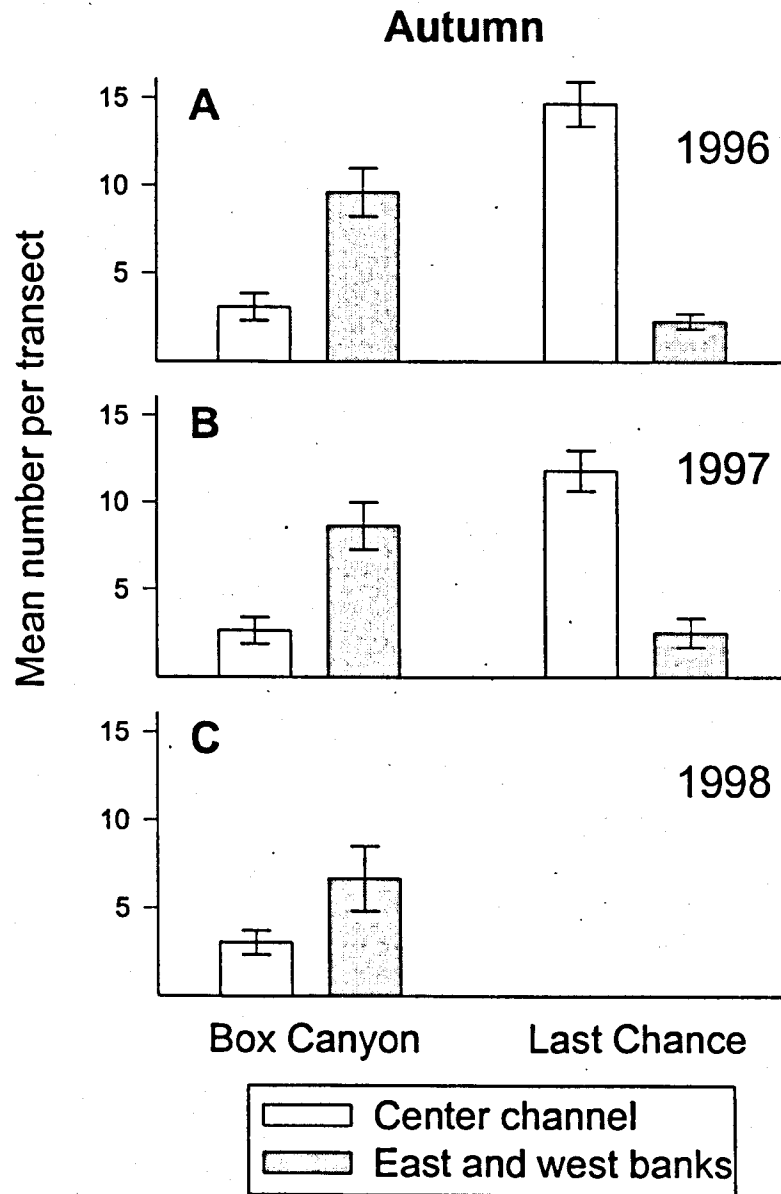 Autumn
Mean number per transect
A
1996
15
10
5
B
1997
15
10
5
C
1998
15
10
5
Box Canyon Last Chance
Center channel
East and west banks